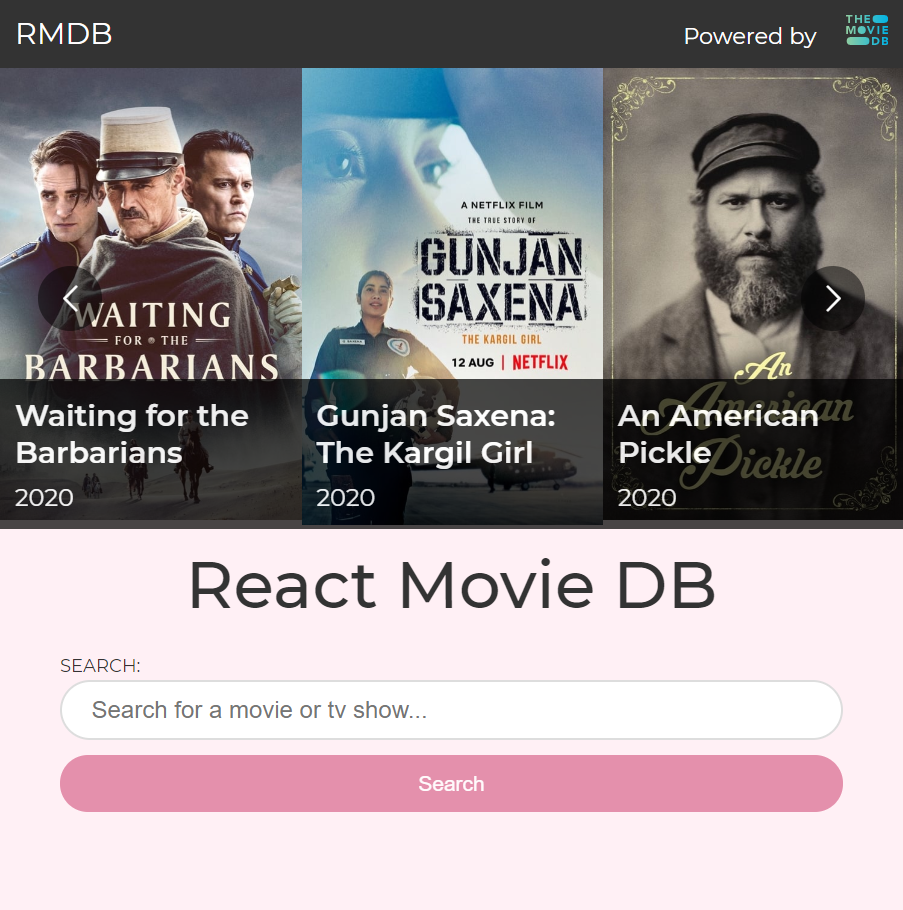 RMDB
Powered by
THE
MOVIE
DB
WAITING
FOR THE
BARBARIANS
Waiting for the
Barbarians
2020
A NETFLIX FILM
THE TRUE STORY OF
GUNJAN
SAXENA
THE KARGIL GIRL
12 AUG | NETFLIX
Gunjan Saxena:
The Kargil Girl
2020
An
American
Pickle
An American
Pickle
2020
React Movie DB
SEARCH:
Search for a movie or tv show...
Search